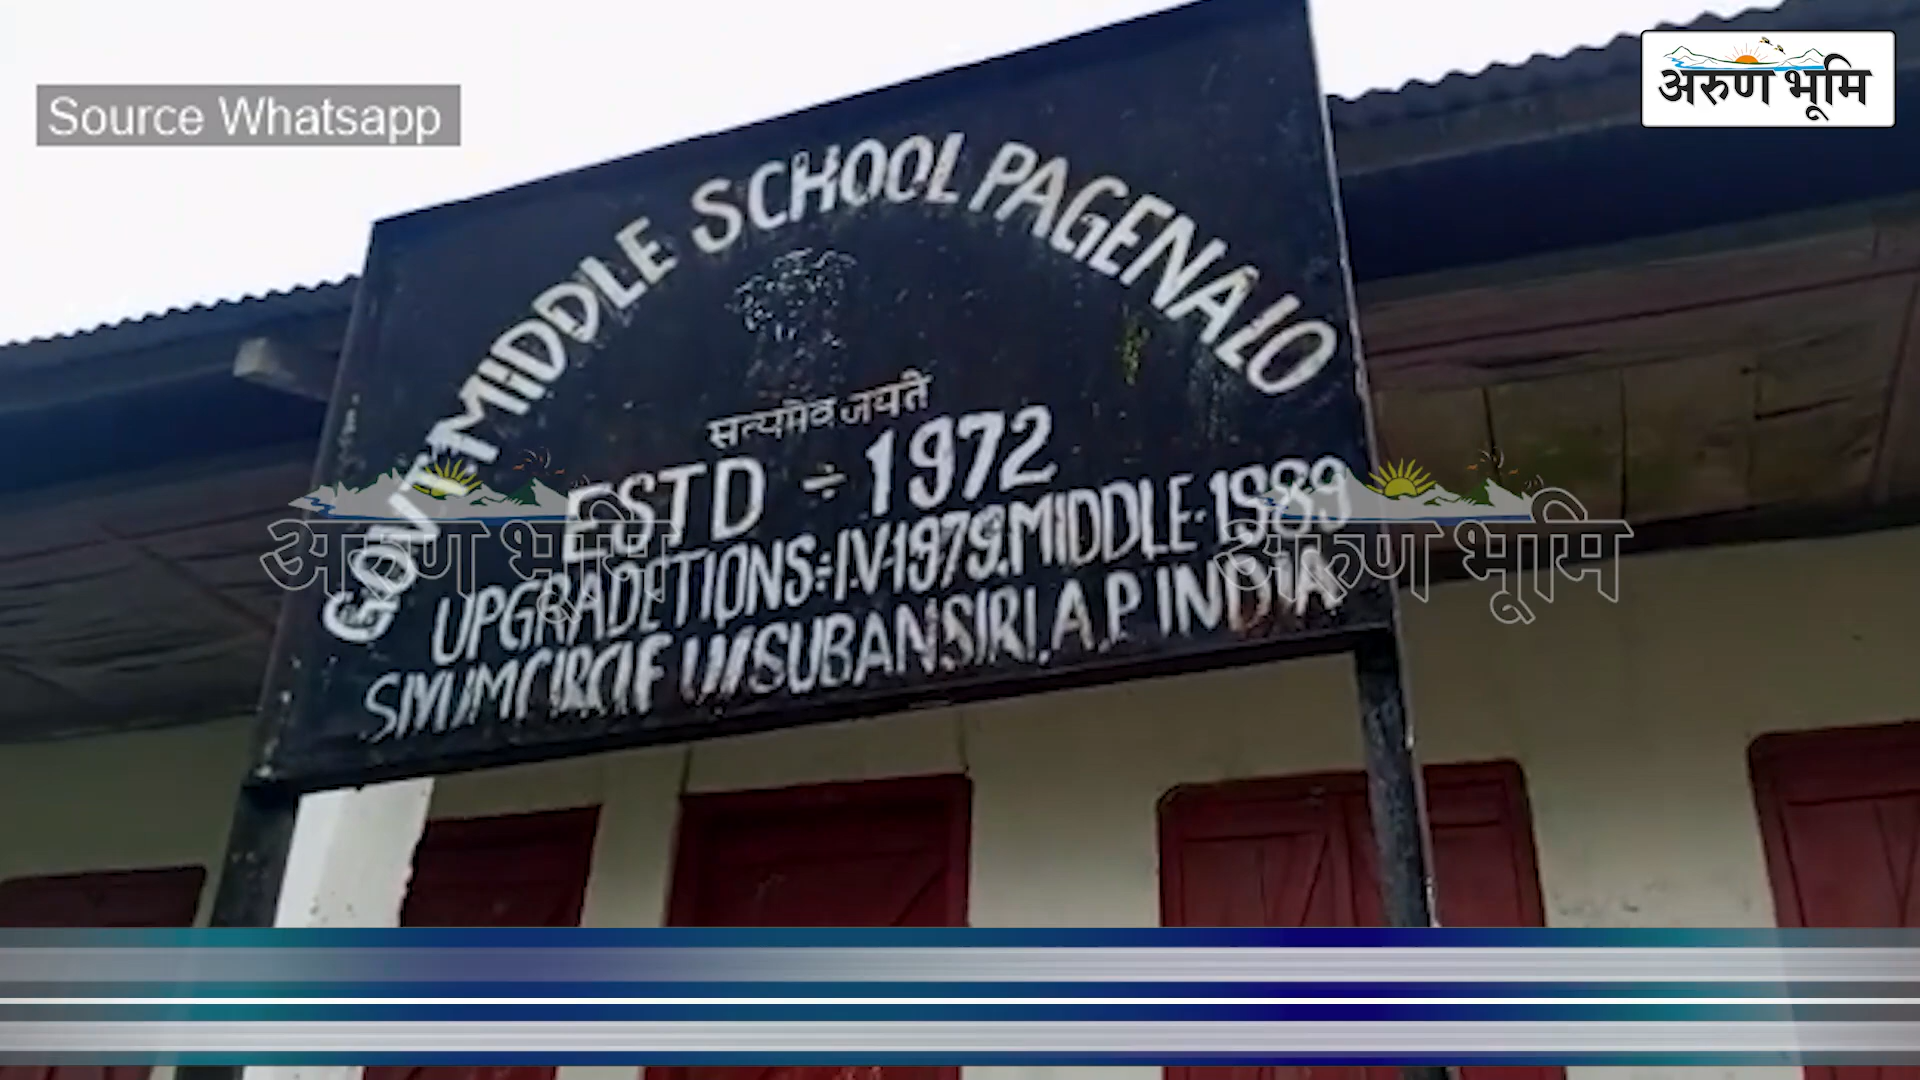 Source Whatsapp
अरुण भूमि
GOVT MIDDLE SCHOOL PAGENALO
सत्यमेव जयते
ESTD ÷ 1972
UPGRADETIONS:IV-1979.MIDDLE-1989
SIYUM CIRCLE U/SUBANSIRI.A.P INDIA
अरुण भूमि
अरुण भूमि